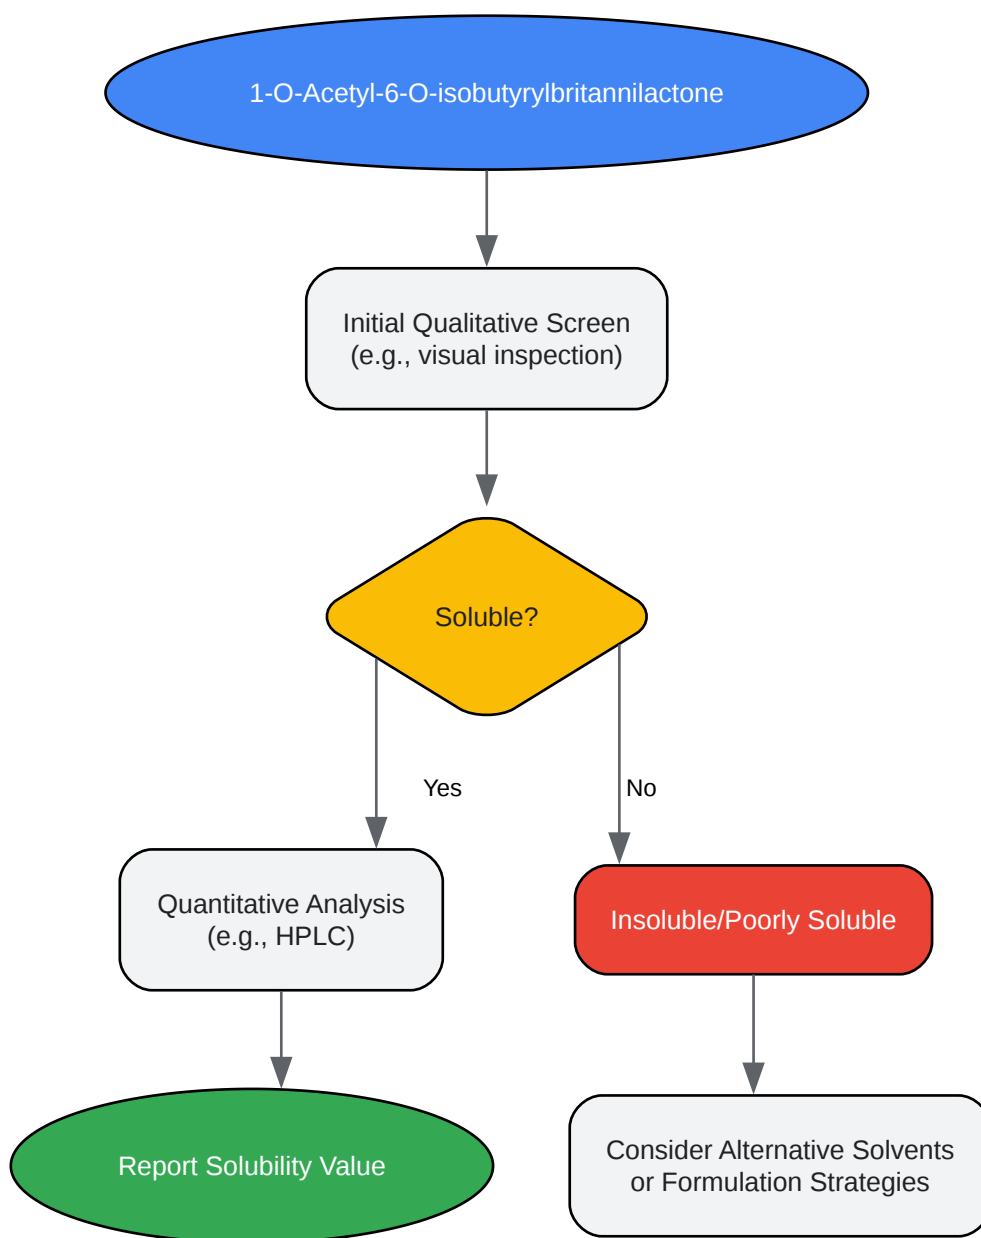 1-O-Acetyl-6-O-isobutyrylbritannilactone
Initial Qualitative Screen
(e.g., visual inspection)
Soluble?
Yes
No
Quantitative Analysis
(e.g., HPLC)
Insoluble/Poorly Soluble
Report Solubility Value
Consider Alternative Solvents
or Formulation Strategies